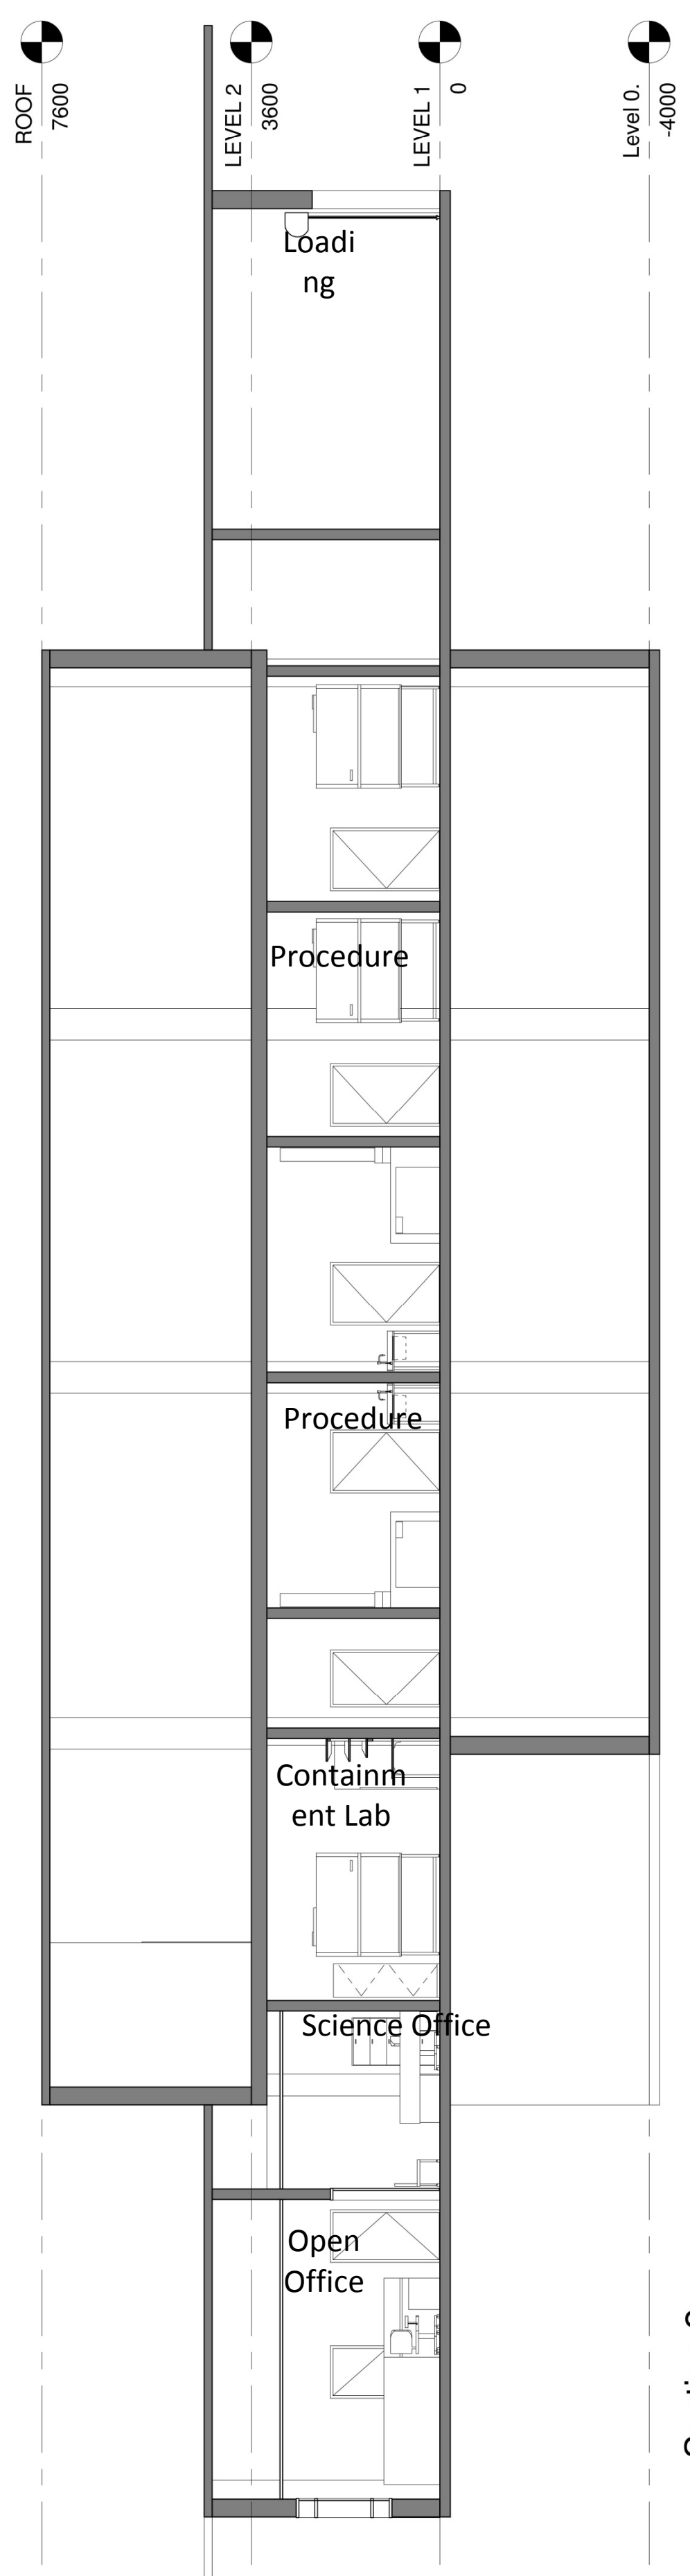 ROOF
7600
LEVEL 2
3600
LEVEL 1
0
Level 0.
-4000
Loadi
ng
Procedure
Procedure
Containm
ent Lab
Science Office
Open
Office